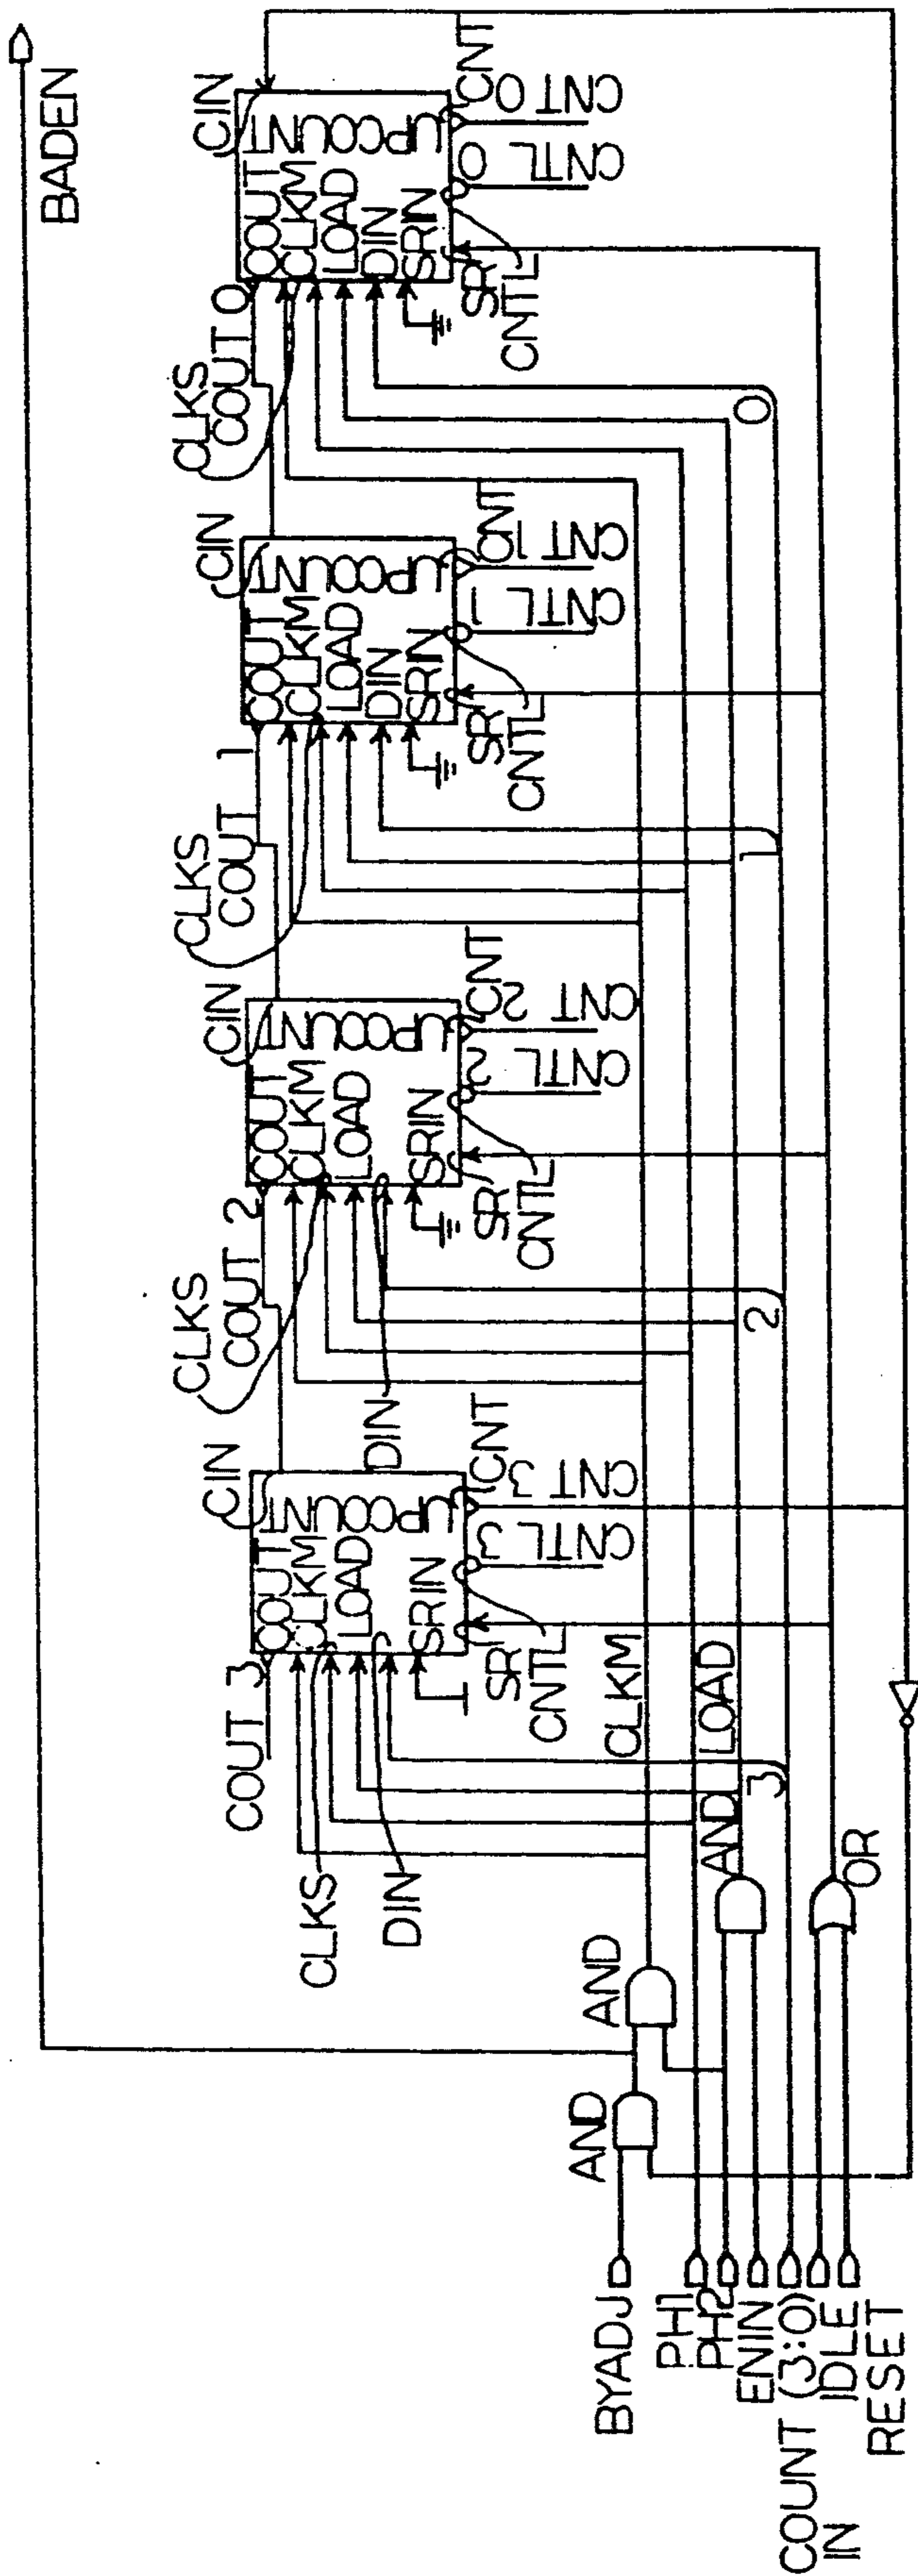 BADEN
COUT 3
COUT
CLKM
LOAD
SRIN
UPCOUNT
CIN
CLKS
DIN
SR
CNTL
CNTL 3
CNT 3
CNT
CLKS
COUT 2
COUT
CLKM
LOAD
SRIN
UPCOUNT
CIN
DIN
SR
CNTL
CNTL 2
CNT 2
CNT
CLKS
COUT 1
COUT
CLKM
LOAD
DIN
SRIN
UPCOUNT
CIN
SR
CNTL
CNTL 1
CNT 1
CNT
CLKS
COUT 0
COUT
CLKM
LOAD
DIN
SRIN
UPCOUNT
CIN
SR
CNTL
CNTL 0
CNT 0
CNT
AND
AND
CLKM
AND
LOAD
3
2
1
0
OR
BYADJ
PH1
PH2
ENIN
COUNT (3:0)
IN
IDLE
RESET